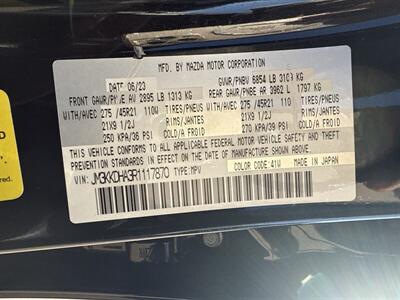 MFD. BY MAZDA MOTOR CORPORATION
DATE 06/23 GVWR/PNBV 6854 LB 3109 KG
FRONT GAWR/PNBE AV 2895 LB 1313 KG REAR GAWR/PNBE AR 3962 L 1797 KG
WITH/AVEC 275 /45R21 110U TIRES/PNEUS WITH/AVEC 275 /45R21 TIRES/PNEUS
21X9 1/2J RIMS/JANTES 21X9 1/2J RIMS/JANTES
250 KPA/36 PSI COLD/A FROID 270 KPA/39 PSI COLD/A FROID
THIS VEHICLE CONFORMS TO ALL APPLICABLE FEDERAL MOTOR VEHICLE SAFETY AND THEFT
PREVENTION STANDARDS IN EFFECT ON THE DATE OF MANUFACTURE SHOWN ABOVE.
VIN: JM3KKDHA3R1117870 TYPE:MPV COLOR CODE:41W MADE IN JAPAN